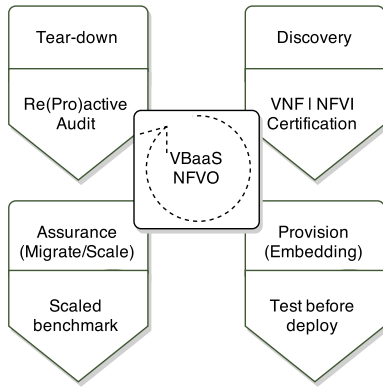 Tear-down
Re(Pro)active
Audit
Discovery
VNF | NFVI
Certification
VBaaS
NFVO
Assurance
(Migrate/Scale)
Scaled
benchmark
Provision
(Embedding)
Test before
deploy